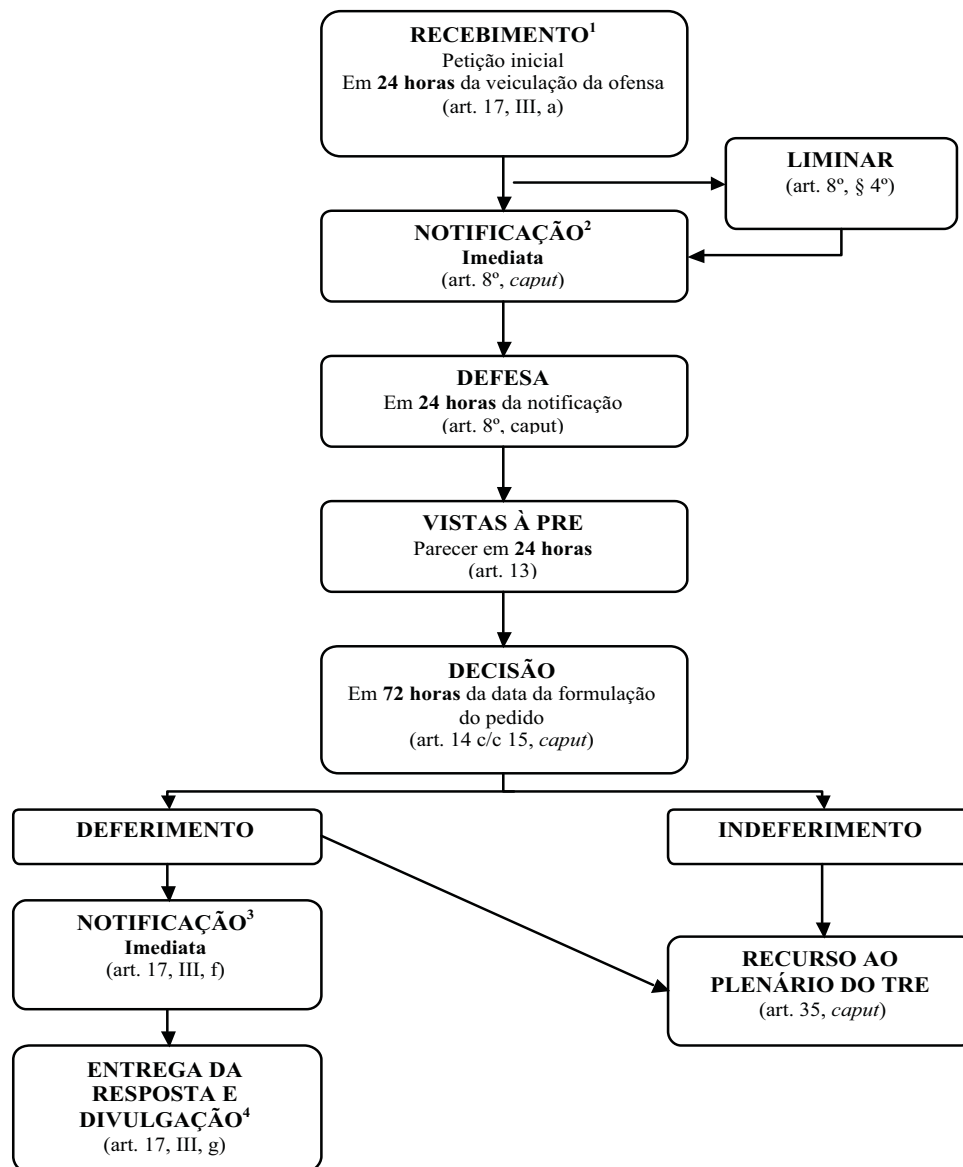 RECEBIMENTO¹
Petição inicial
Em 24 horas da veiculação da ofensa
(art. 17, III, a)
LIMINAR
(art. 8º, § 4º)
NOTIFICAÇÃO²
Imediata
(art. 8º, caput)
DEFESA
Em 24 horas da notificação
(art. 8º, caput)
VISTAS À PRE
Parecer em 24 horas
(art. 13)
DECISÃO
Em 72 horas da data da formulação
do pedido
(art. 14 c/c 15, caput)
DEFERIMENTO
INDEFERIMENTO
NOTIFICAÇÃO³
Imediata
(art. 17, III, f)
RECURSO AO
PLENÁRIO DO TRE
(art. 35, caput)
ENTREGA DA
RESPOSTA E
DIVULGAÇÃO⁴
(art. 17, III, g)